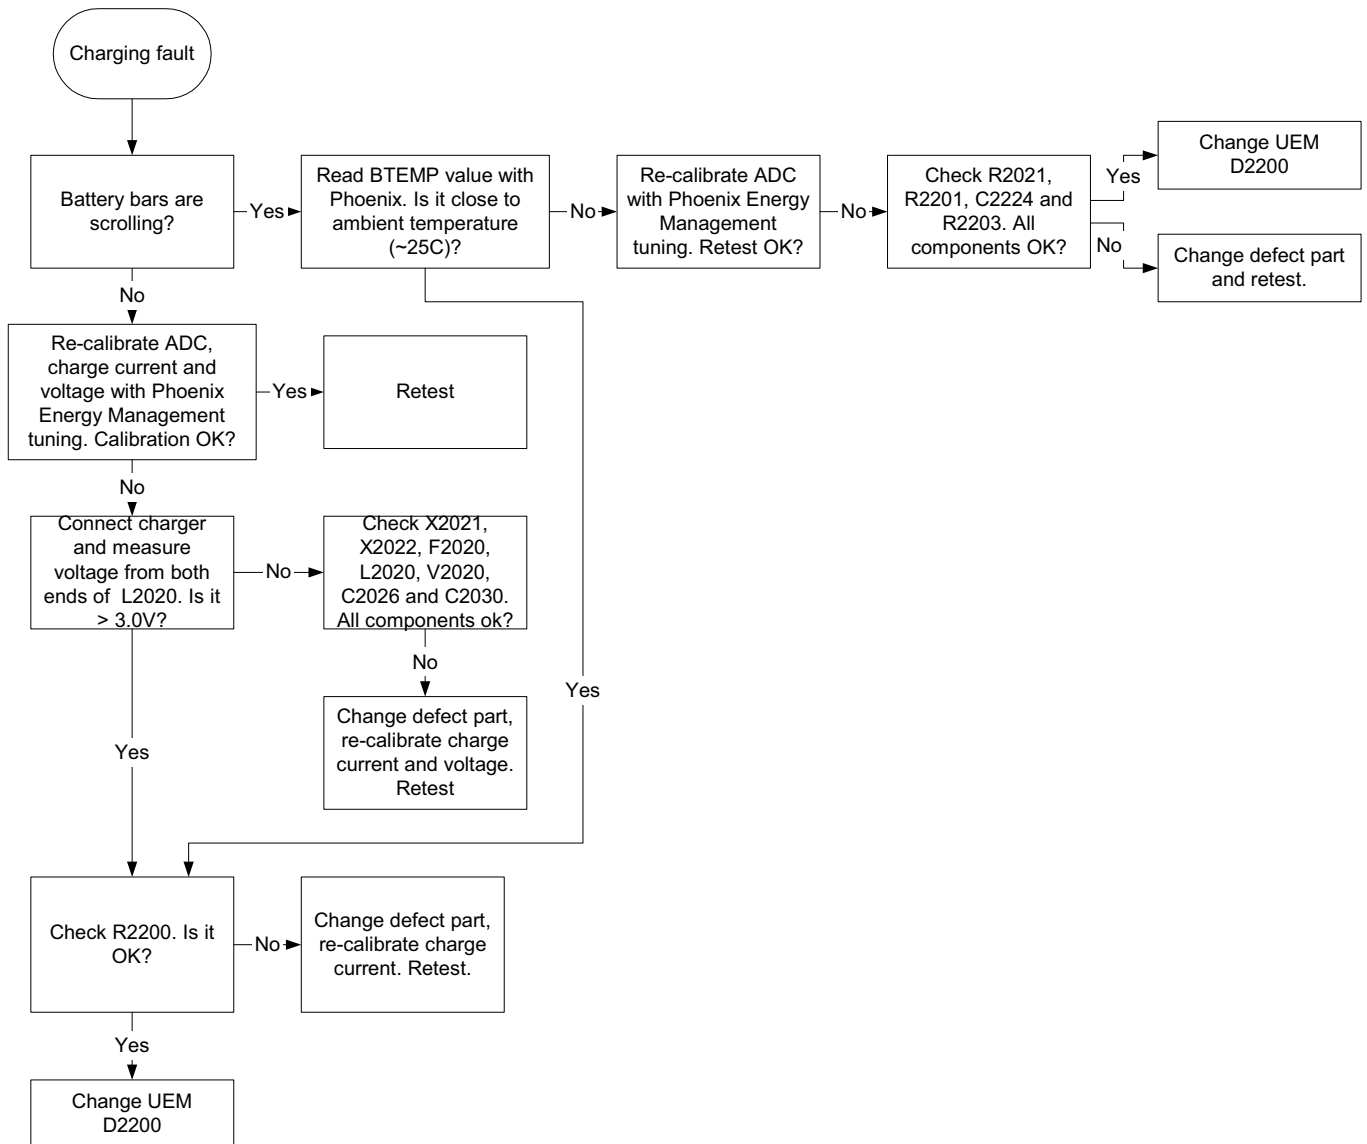 Charging fault
Battery bars are
scrolling?
Yes
Read BTEMP value with
Phoenix. Is it close to
ambient temperature
(~25C)?
No
Re-calibrate ADC
with Phoenix Energy
Management
tuning. Retest OK?
No
Check R2021,
R2201, C2224 and
R2203. All
components OK?
Yes
Change UEM
D2200
No
Change defect part
and retest.
No
Re-calibrate ADC,
charge current and
voltage with Phoenix
Energy Management
tuning. Calibration OK?
Yes
Retest
No
Connect charger
and measure
voltage from both
ends of  L2020. Is it
> 3.0V?
No
Check X2021,
X2022, F2020,
L2020, V2020,
C2026 and C2030.
All components ok?
No
Change defect part,
re-calibrate charge
current and voltage.
Retest
Yes
Yes
Check R2200. Is it
OK?
No
Change defect part,
re-calibrate charge
current. Retest.
Yes
Change UEM
D2200